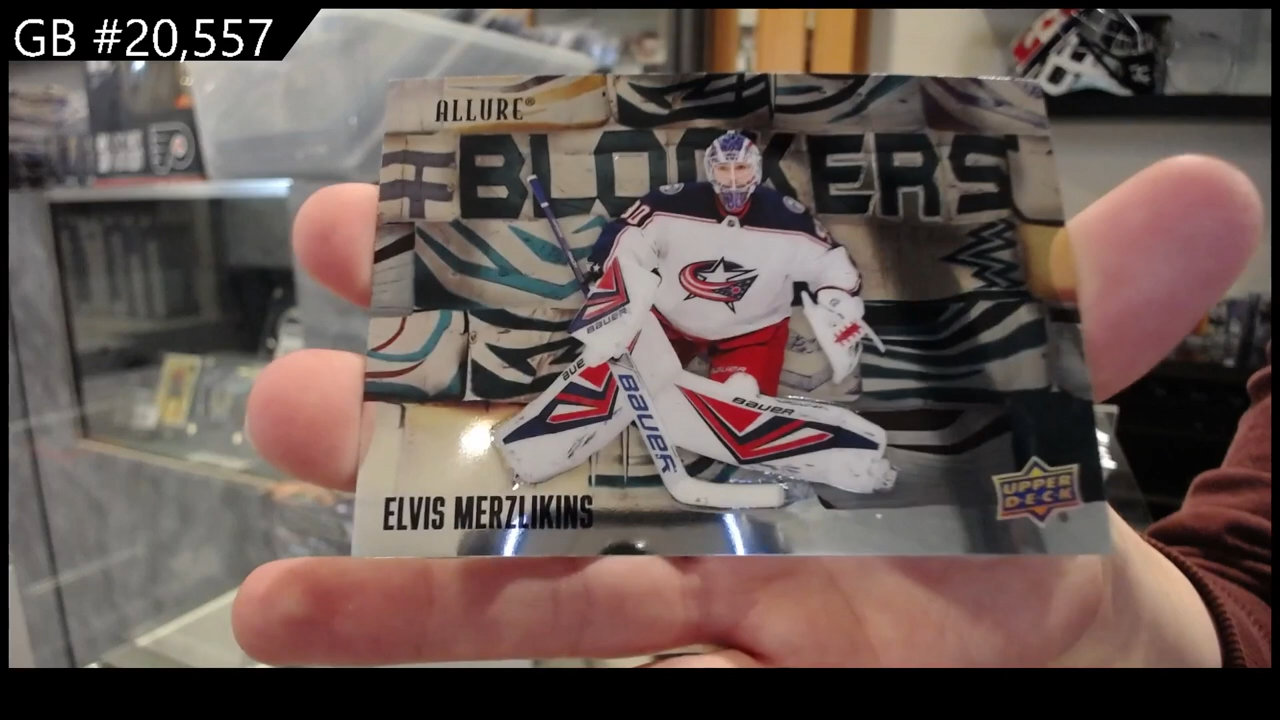 GB #20,557
ALLURE®
#BLOCKERS
BAUER
BAUER
BAUER
BAUER
ELVIS MERZLIKINS
UPPER
DECK
®